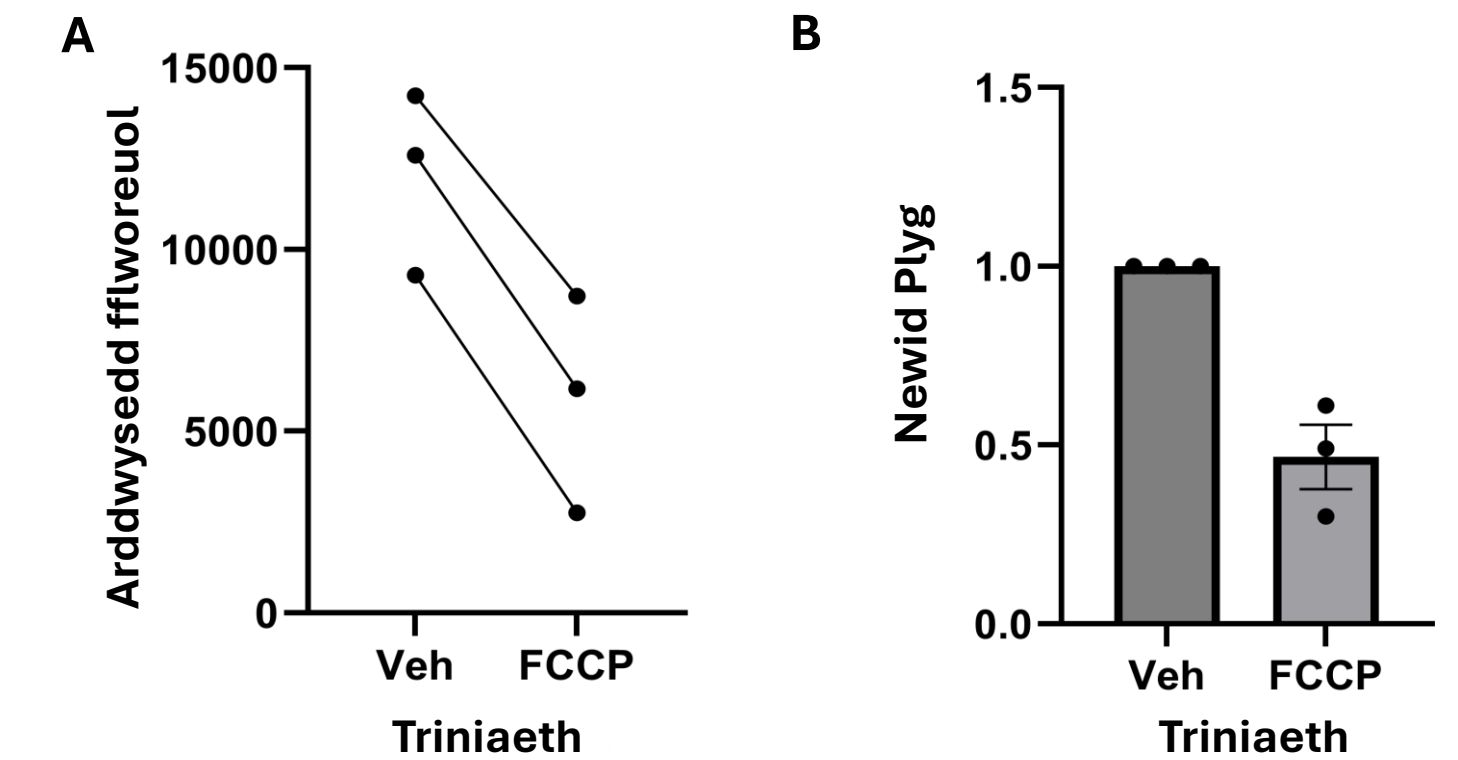 A
Arddwysedd fflworeuol
15000
10000
5000
0
Veh FCCP
Triniaeth
B
Newid Plyg
1.5
1.0
0.5
0.0
Veh FCCP
Triniaeth